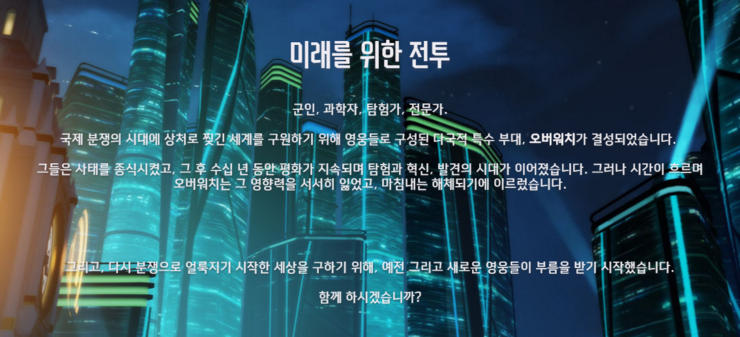 미래를 위한 전투
군인, 과학자, 탐험가, 전문가.
국제 분쟁의 시대에 상처로 찢긴 세계를 구원하기 위해 영웅들로 구성된 다국적 특수 부대, 오버워치가 결성되었습니다.
그들은 사태를 종식시켰고, 그 후 수십 년 동안 평화가 지속되며 탐험과 혁신, 발견의 시대가 이어졌습니다. 그러나 시간이 흐르며
오버워치는 그 영향력을 서서히 잃었고, 마침내는 해체되기에 이르렀습니다.
그리고, 다시 분쟁으로 얼룩지기 시작한 세상을 구하기 위해, 예전 그리고 새로운 영웅들이 부름을 받기 시작했습니다.
함께 하시겠습니까?